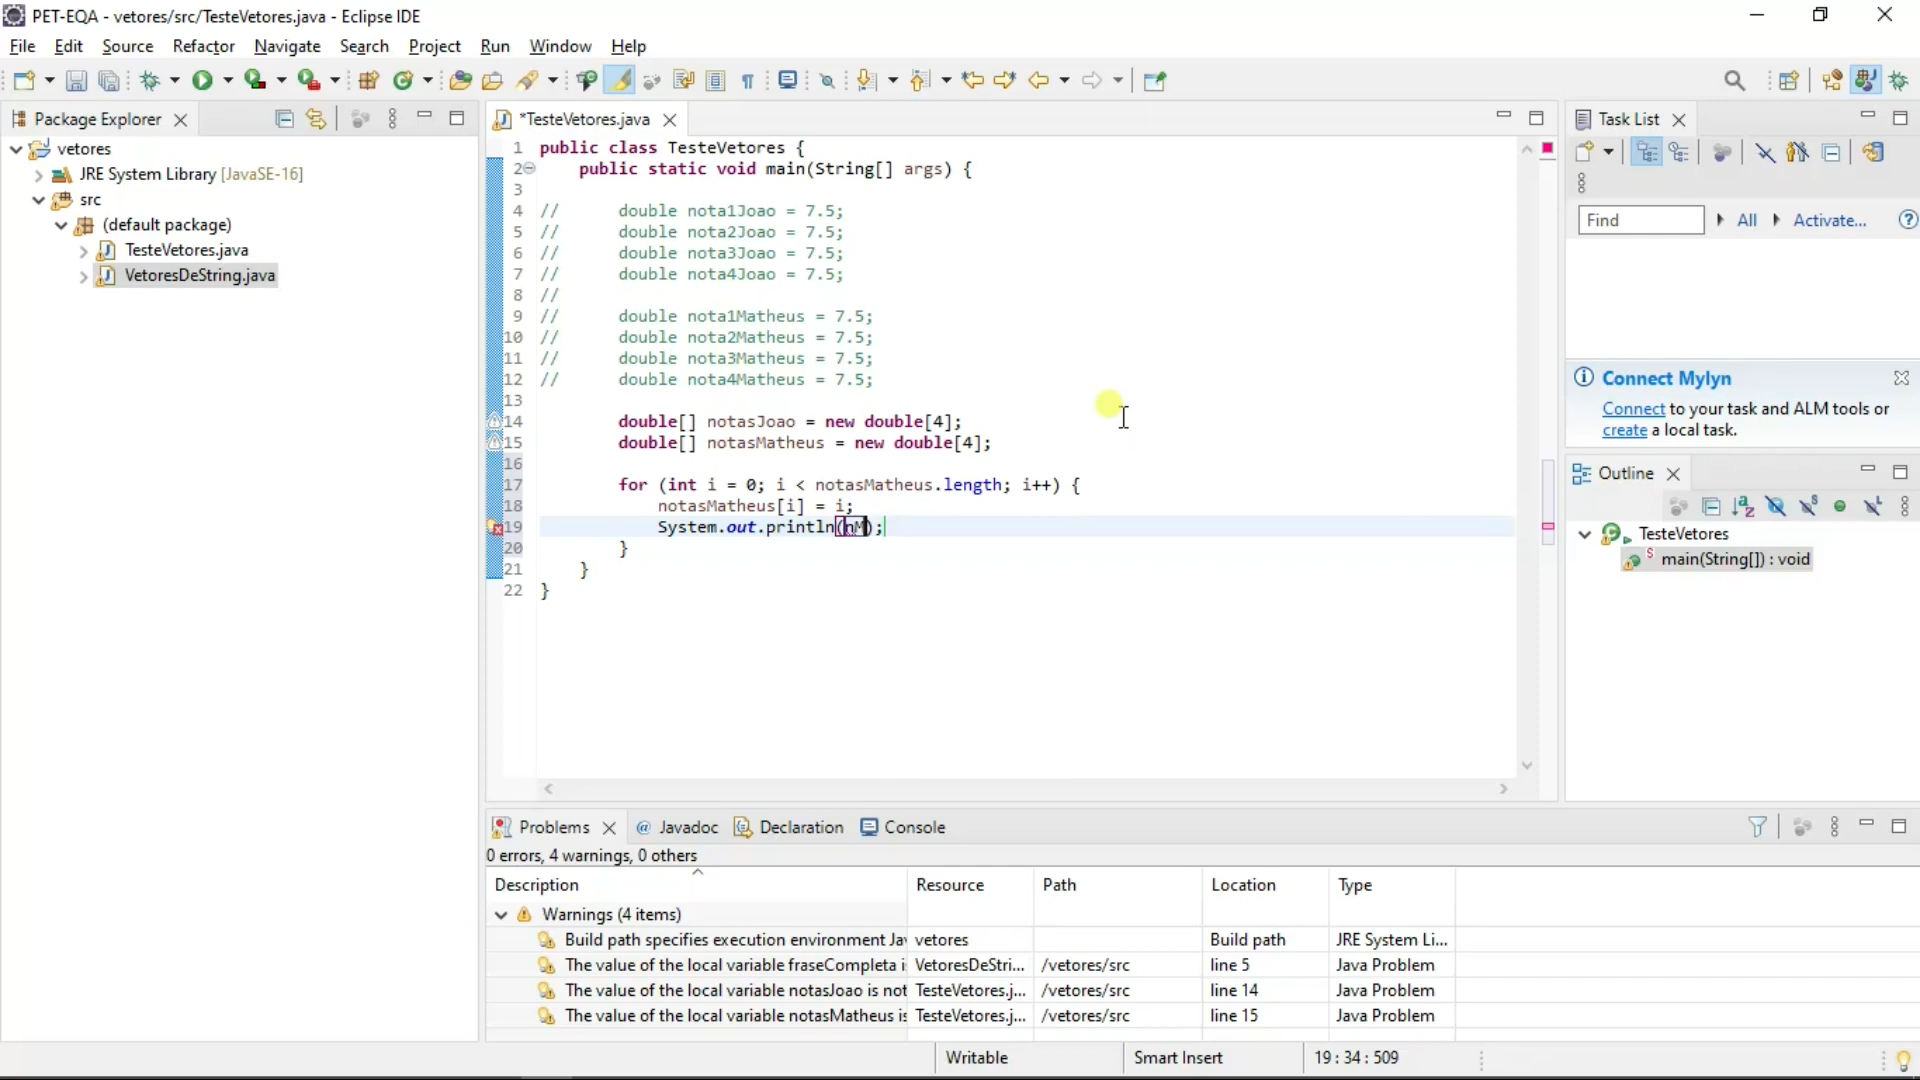 PET-EQA - vetores/src/TesteVetores.java - Eclipse IDE
File Edit Source Refactor Navigate Search Project Run Window Help
Package Explorer
vetores
JRE System Library [JavaSE-16]
src
(default package)
TesteVetores.java
VetoresDeString.java
*TesteVetores.java
1 public class TesteVetores {
2 public static void main(String[] args) {
3
4 // double nota1Joao = 7.5;
5 // double nota2Joao = 7.5;
6 // double nota3Joao = 7.5;
7 // double nota4Joao = 7.5;
8 //
9 // double nota1Matheus = 7.5;
10 // double nota2Matheus = 7.5;
11 // double nota3Matheus = 7.5;
12 // double nota4Matheus = 7.5;
13
14 double[] notasJoao = new double[4];
15 double[] notasMatheus = new double[4];
16
17 for (int i = 0; i < notasMatheus.length; i++) {
18 notasMatheus[i] = i;
19 System.out.println(nM);
20 }
21 }
22 }
Task List
Find All Activate...
Connect Mylyn
Connect to your task and ALM tools or
create a local task.
Outline
TesteVetores
main(String[]) : void
Problems Javadoc Declaration Console
0 errors, 4 warnings, 0 others
Description Resource Path Location Type
Warnings (4 items)
Build path specifies execution environment Ja vetores Build path JRE System Li...
The value of the local variable fraseCompleta i VetoresDeStri... /vetores/src line 5 Java Problem
The value of the local variable notasJoao is not TesteVetores.j... /vetores/src line 14 Java Problem
The value of the local variable notasMatheus is TesteVetores.j... /vetores/src line 15 Java Problem
Writable Smart Insert 19 : 34 : 509